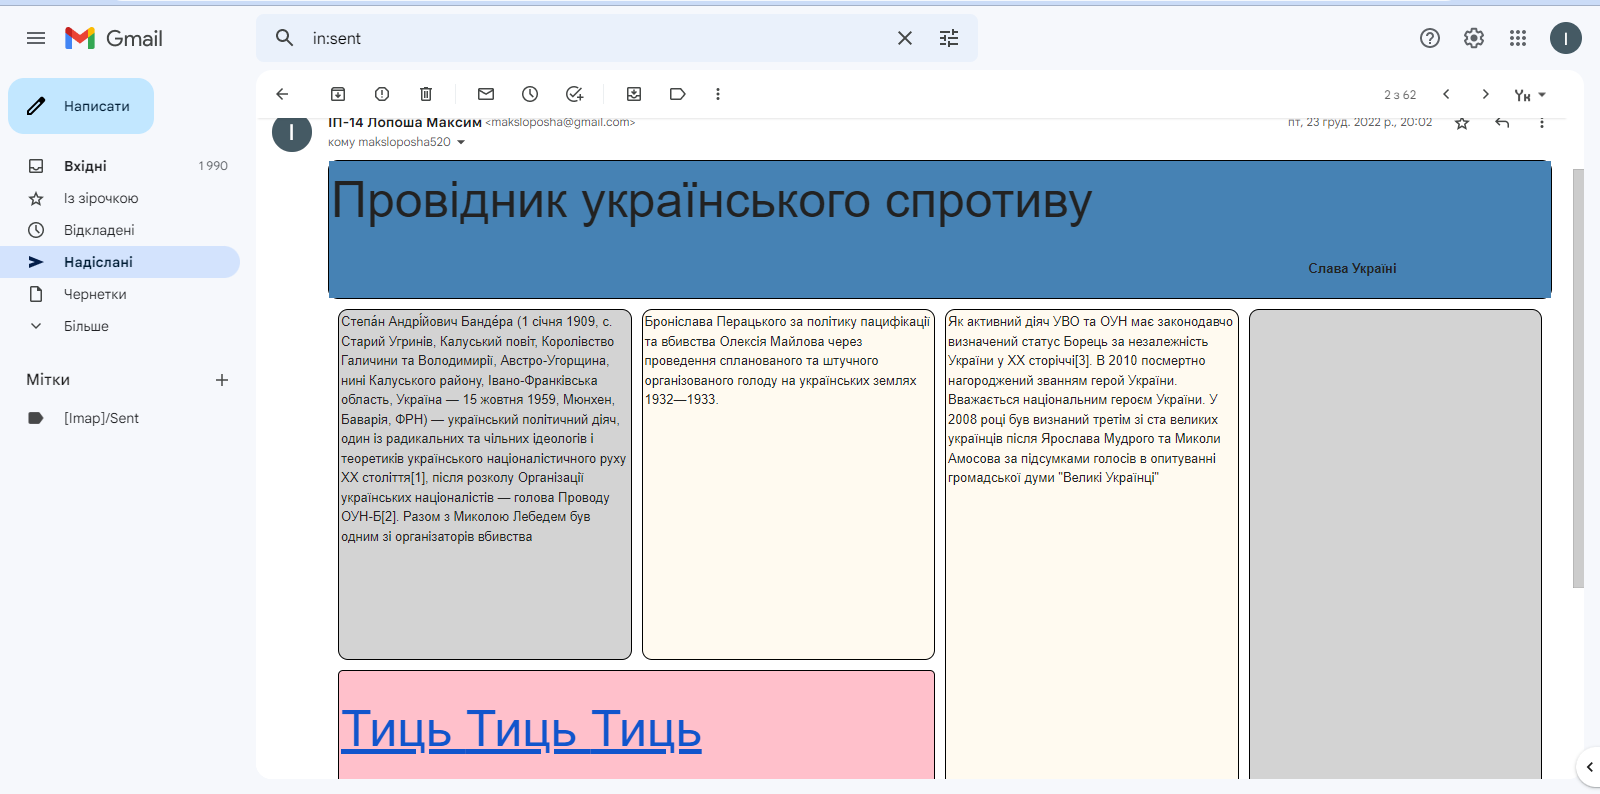 Gmail
in:sent
Написати
Вхідні 1 990
Із зірочкою
Відкладені
Надіслані
Чернетки
Більше
Мітки
[Imap]/Sent
2 з 62
ІП-14 Лопоша Максим <maksloposha@gmail.com>
пт, 23 груд. 2022 р., 20:02
кому maksloposha520
Провідник українського спротиву
Слава Україні
Степа́н Андрі́йович Банде́ра (1 січня 1909, с.
Старий Угринів, Калуський повіт, Королівство
Галичини та Володимирії, Австро-Угорщина,
нині Калуського району, Івано-Франківська
область, Україна — 15 жовтня 1959, Мюнхен,
Баварія, ФРН) — український політичний діяч,
один із радикальних та чільних ідеологів і
теоретиків українського націоналістичного руху
XX століття[1], після розколу Організації
українських націоналістів — голова Проводу
ОУН-Б[2]. Разом з Миколою Лебедем був
одним зі організаторів вбивства
Броніслава Перацького за політику пацифікації
та вбивства Олексія Майлова через
проведення спланованого та штучного
організованого голоду на українських землях
1932—1933.
Як активний діяч УВО та ОУН має законодавчо
визначений статус Борець за незалежність
України у XX сторіччі[3]. В 2010 посмертно
нагороджений званням герой України.
Вважається національним героєм України. У
2008 році був визнаний третім зі ста великих
українців після Ярослава Мудрого та Миколи
Амосова за підсумками голосів в опитуванні
громадської думи "Великі Українці"
Тиць Тиць Тиць
І
І